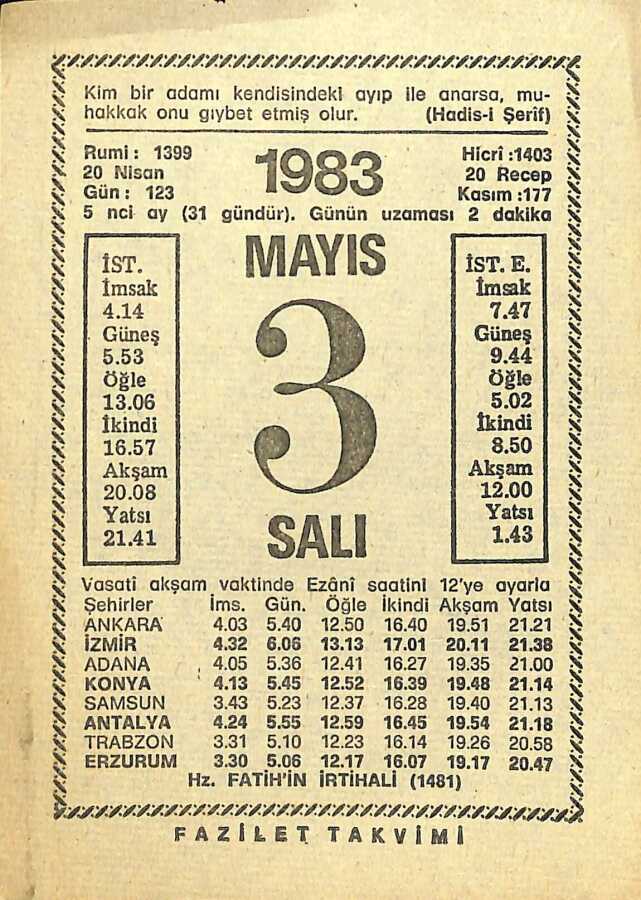 Kim bir adamı kendisindeki ayıp ile anarsa, mu-
hakkak onu gıybet etmiş olur. (Hadis-i Şerif)
Rumi : 1399
20 Nisan
Gün : 123
1983
Hicrî :1403
20 Recep
Kasım :177
5 nci ay (31 gündür). Günün uzaması 2 dakika
İST.
İmsak
4.14
Güneş
5.53
Öğle
13.06
İkindi
16.57
Akşam
20.08
Yatsı
21.41
MAYIS
3
SALI
İST. E.
İmsak
7.47
Güneş
9.44
Öğle
5.02
İkindi
8.50
Akşam
12.00
Yatsı
1.43
Vasatî akşam vaktinde Ezânî saatini 12'ye ayarla
Şehirler İms. Gün. Öğle İkindi Akşam Yatsı
ANKARA 4.03 5.40 12.50 16.40 19.51 21.21
İZMİR 4.32 6.06 13.13 17.01 20.11 21.38
ADANA 4.05 5.36 12.41 16.27 19.35 21.00
KONYA 4.13 5.45 12.52 16.39 19.48 21.14
SAMSUN 3.43 5.23 12.37 16.28 19.40 21.13
ANTALYA 4.24 5.55 12.59 16.45 19.54 21.18
TRABZON 3.31 5.10 12.23 16.14 19.26 20.58
ERZURUM 3.30 5.06 12.17 16.07 19.17 20.47
Hz. FATİH'İN İRTİHALİ (1481)
FAZİLET TAKVİMİ